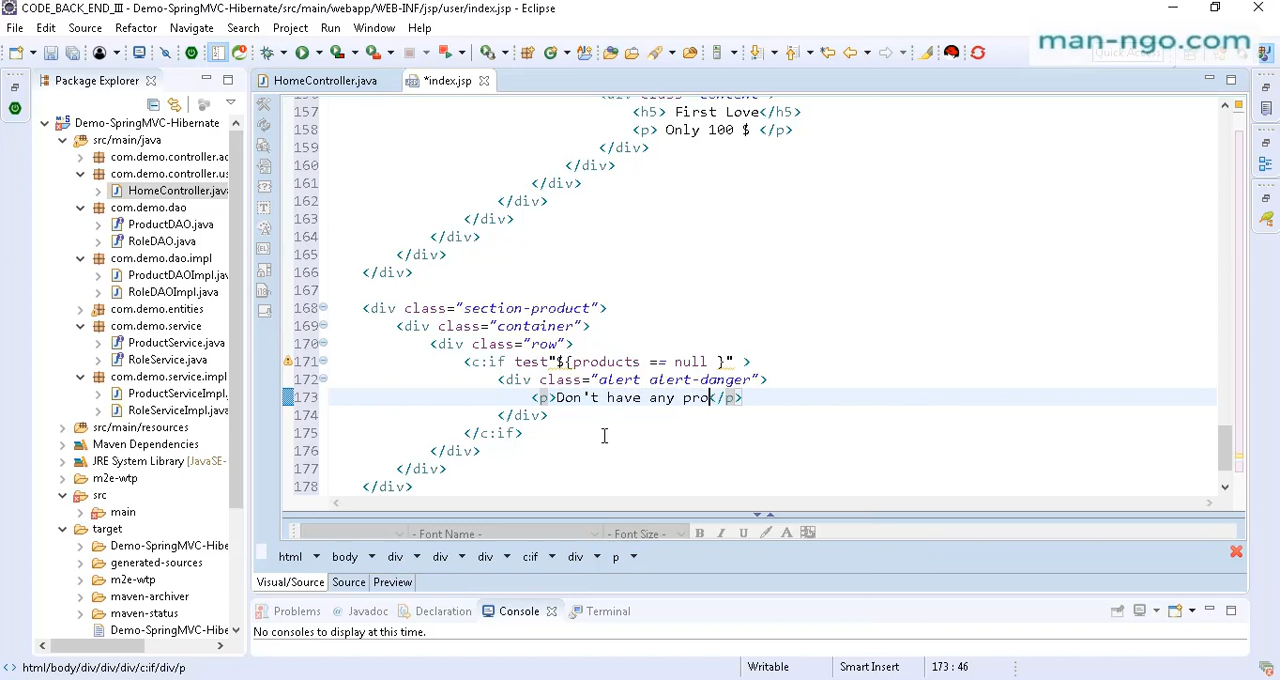 CODE_BACK_END_III - Demo-SpringMVC-Hibernate/src/main/webapp/WEB-INF/jsp/user/index.jsp - Eclipse
File Edit Source Refactor Navigate Search Project Run Window Help
man-ngo.com
Package Explorer
HomeController.java
*index.jsp
Demo-SpringMVC-Hibernate
src/main/java
com.demo.controller.ac
com.demo.controller.us
HomeController.java
com.demo.dao
ProductDAO.java
RoleDAO.java
com.demo.dao.impl
ProductDAOImpl.jav
RoleDAOImpl.java
com.demo.entities
com.demo.service
ProductService.java
RoleService.java
com.demo.service.impl
ProductServiceImpl.j
RoleServiceImpl.java
src/main/resources
Maven Dependencies
JRE System Library [JavaSE-
m2e-wtp
src
main
target
Demo-SpringMVC-Hibe
generated-sources
m2e-wtp
maven-archiver
maven-status
Demo-SpringMVC-Hibe
157 <h5> First Love</h5>
158 <p> Only 100 $ </p>
159 </div>
160 </div>
161 </div>
162 </div>
163 </div>
164 </div>
165 </div>
166 </div>
167
168 <div class="section-product">
169 <div class="container">
170 <div class="row">
171 <c:if test"${products == null }" >
172 <div class="alert alert-danger">
173 <p>Don't have any pro</p>
174 </div>
175 </c:if>
176 </div>
177 </div>
178 </div>
- Font Name - - Font Size - B I U A
html body div div div c:if div p
Visual/Source Source Preview
Problems Javadoc Declaration Console Terminal
No consoles to display at this time.
html/body/div/div/div/c:if/div/p Writable Smart Insert 173 : 46